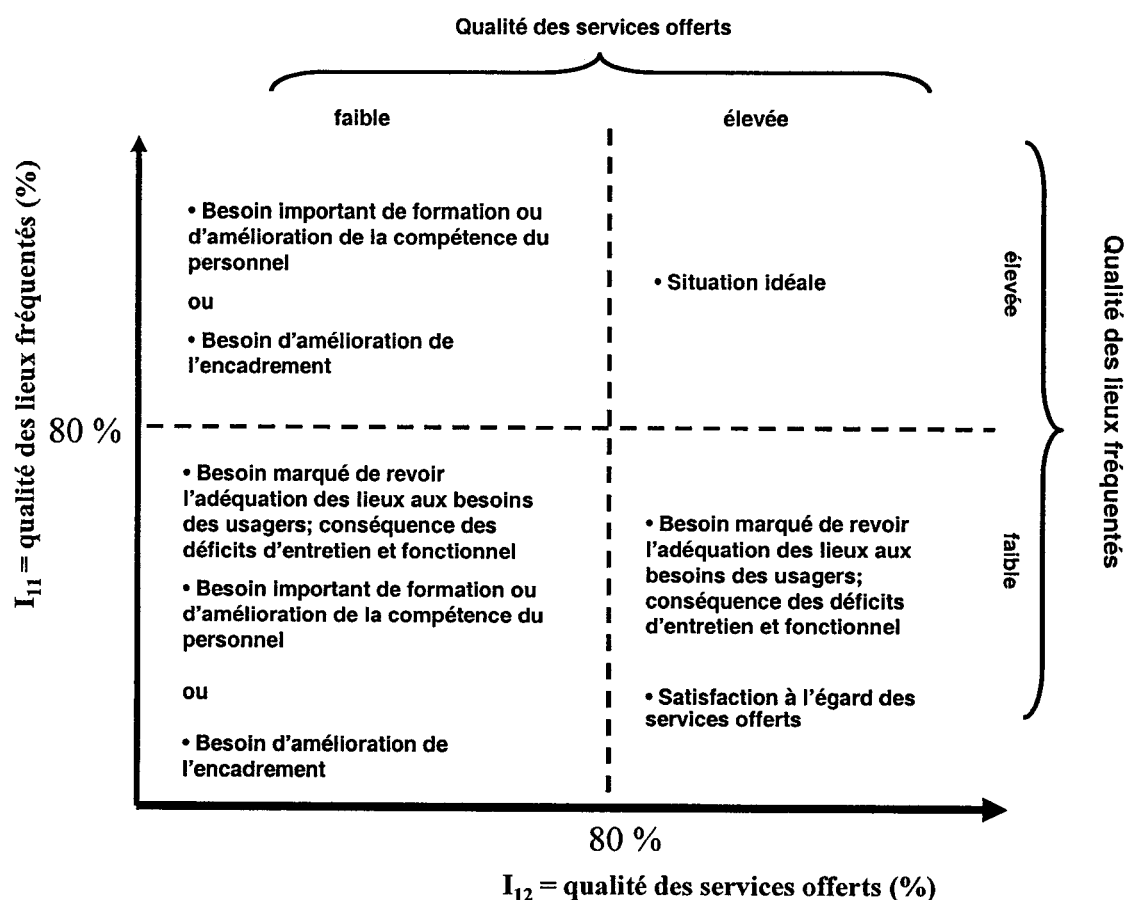 Qualité des services offerts
faible
élevée
• Besoin important de formation ou
d'amélioration de la compétence du
personnel
ou
• Besoin d'amélioration de
l'encadrement
• Situation idéale
élevée
Qualité des lieux fréquentés
I11 = qualité des lieux fréquentés (%)
80 %
• Besoin marqué de revoir
l'adéquation des lieux aux besoins
des usagers; conséquence des
déficits d'entretien et fonctionnel
• Besoin important de formation ou
d'amélioration de la compétence du
personnel
ou
• Besoin d'amélioration de
l'encadrement
• Besoin marqué de revoir
l'adéquation des lieux aux
besoins des usagers;
conséquence des déficits
d'entretien et fonctionnel
• Satisfaction à l'égard des
services offerts
faible
80 %
I12 = qualité des services offerts (%)